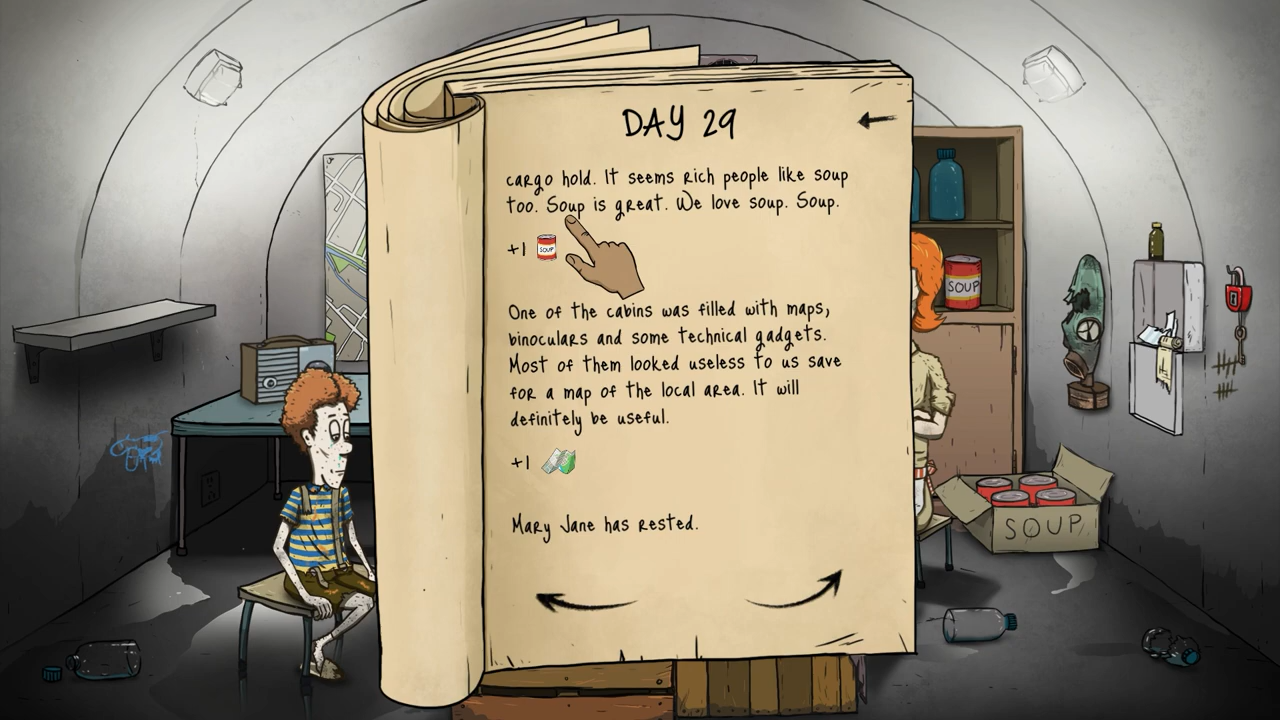 DAY 29
cargo hold. It seems rich people like soup
too. Soup is great. We love soup. Soup.
+1 SOUP
One of the cabins was filled with maps,
binoculars and some technical gadgets.
Most of them looked useless to us save
for a map of the local area. It will
definitely be useful.
+1
Mary Jane has rested.
SOUP
SOUP